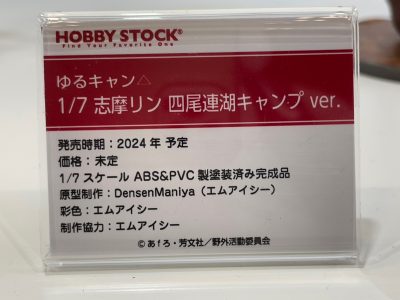 HOBBY STOCK®
Find Your Favorite One
ゆるキャン△
1/7 志摩リン 四尾連湖キャンプ ver.
発売時期：2024 年 予定
価格：未定
1/7 スケール ABS&PVC 製塗装済み完成品
原型制作：DensenManiya（エムアイシー）
彩色：エムアイシー
制作協力：エムアイシー
©あfろ・芳文社／野外活動委員会